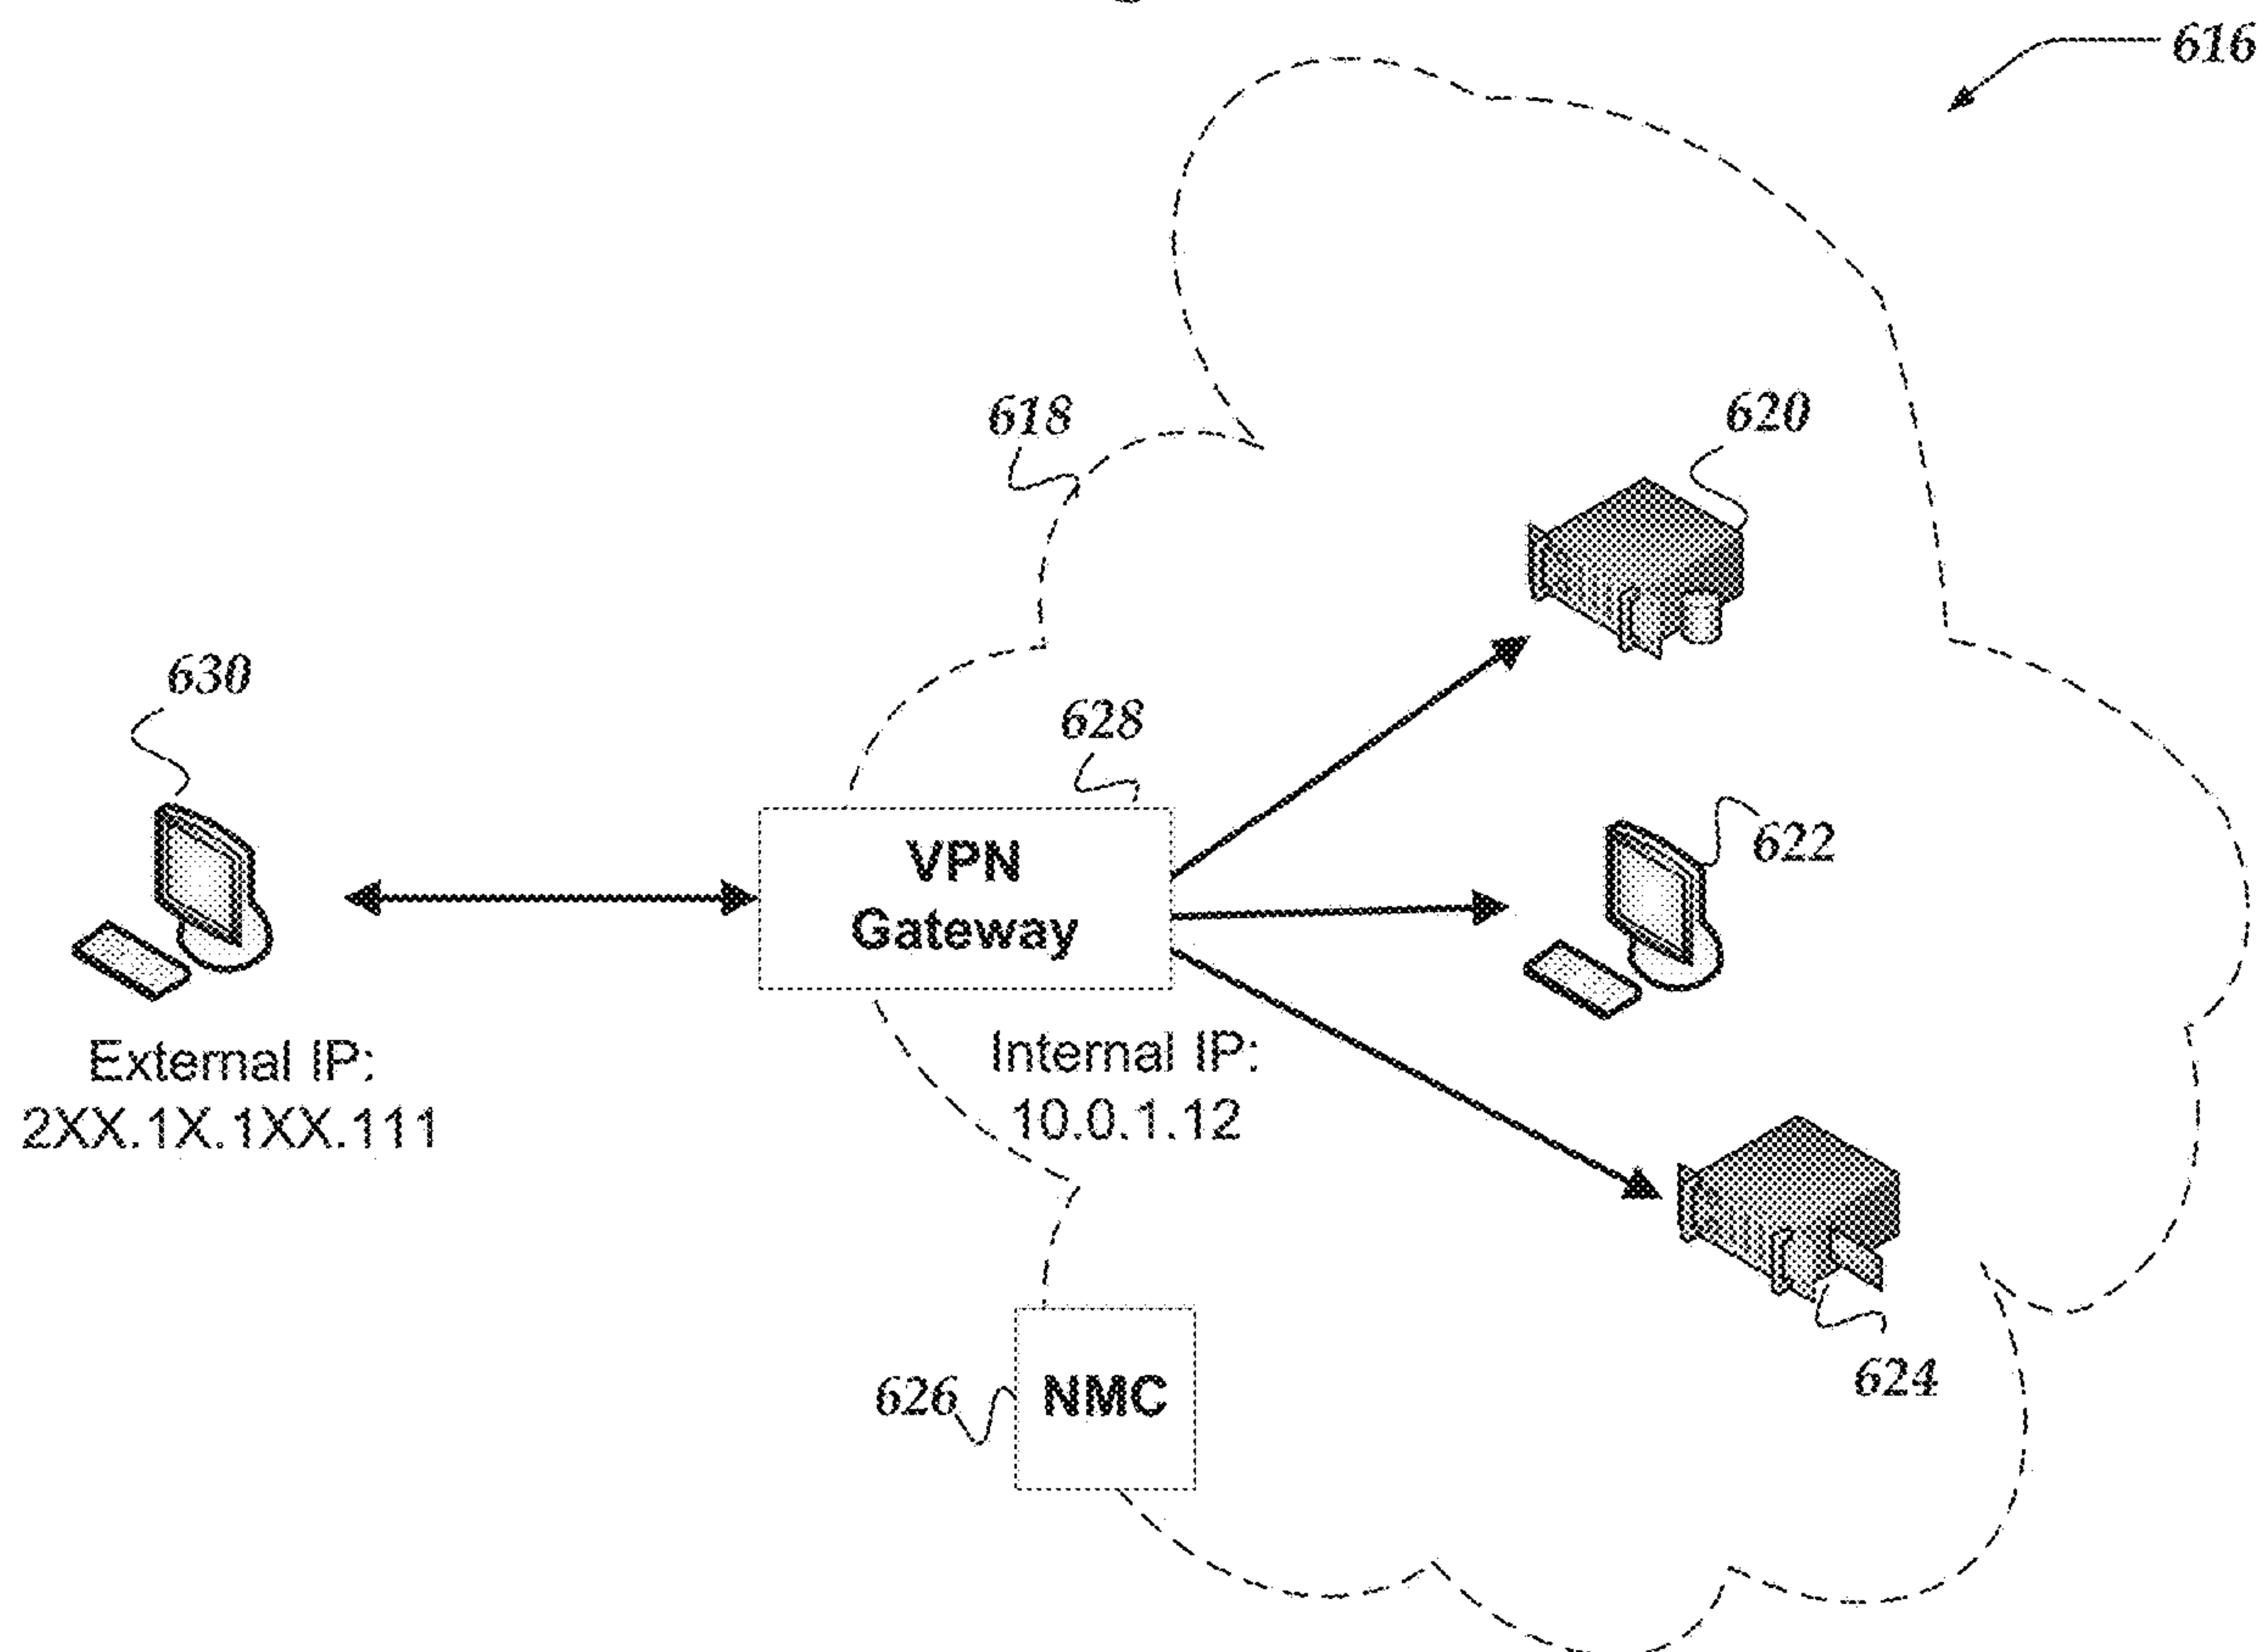 616
618
620
630
628
VPN
Gateway
622
External IP:
2XX.1X.1XX.111
Internal IP:
10.0.1.12
626
NMC
624